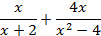 x/(x + 2) + 4x/(x² − 4)